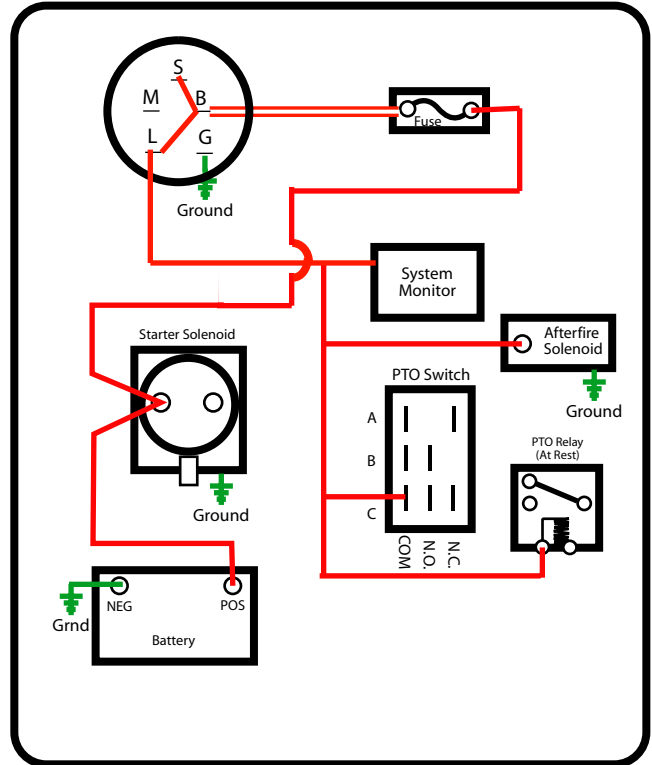 S
M
B
L
G
Ground
Fuse
System
Monitor
Starter Solenoid
Afterfire
Solenoid
Ground
PTO Switch
A
B
C
COM
N.O.
N.C.
PTO Relay
(At Rest)
Ground
NEG
POS
Grnd
Battery